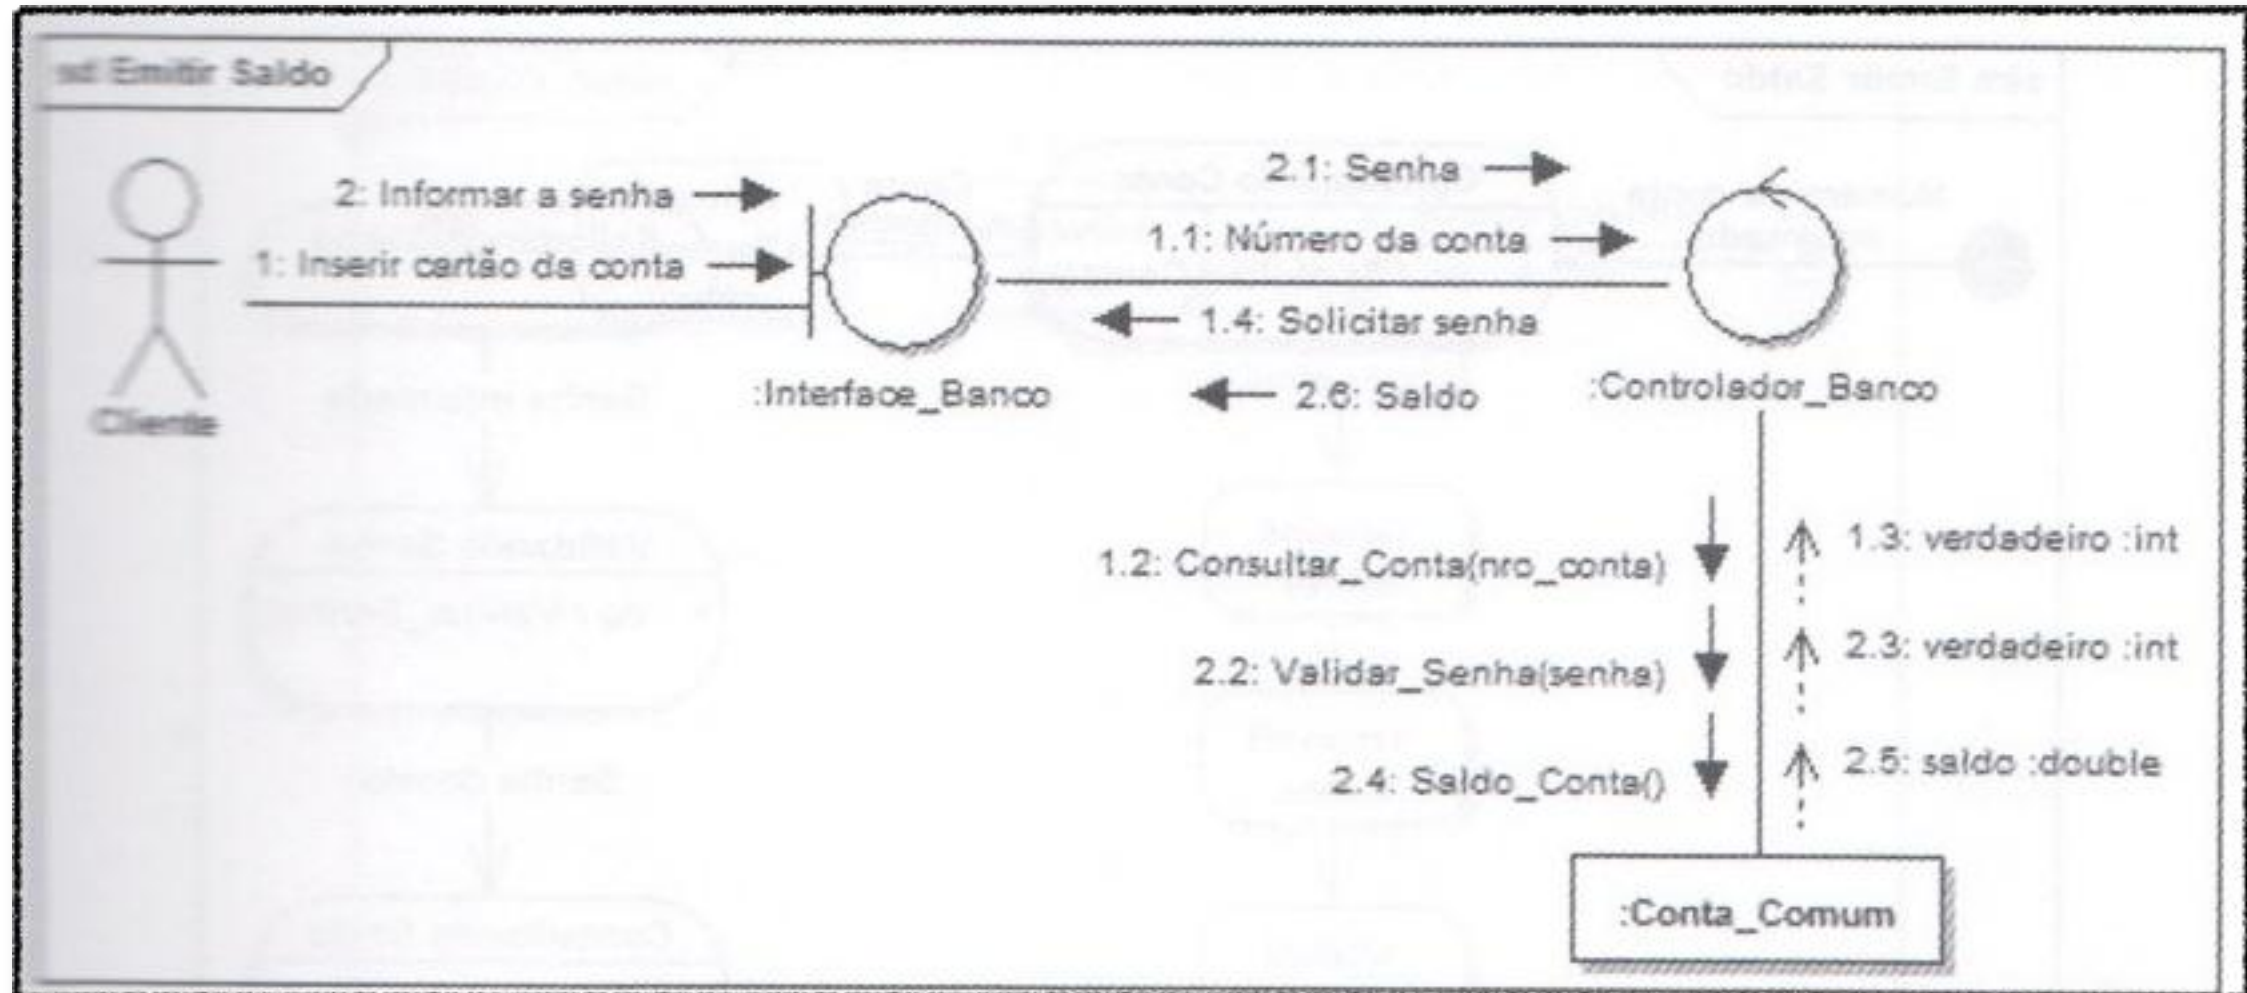 sd Emitir Saldo
2: Informar a senha
1: Inserir cartão da conta
Cliente
:Interface_Banco
2.1: Senha
1.1: Número da conta
1.4: Solicitar senha
2.6: Saldo
:Controlador_Banco
1.2: Consultar_Conta(nro_conta)
1.3: verdadeiro :int
2.2: Validar_Senha(senha)
2.3: verdadeiro :int
2.4: Saldo_Conta()
2.5: saldo :double
:Conta_Comum